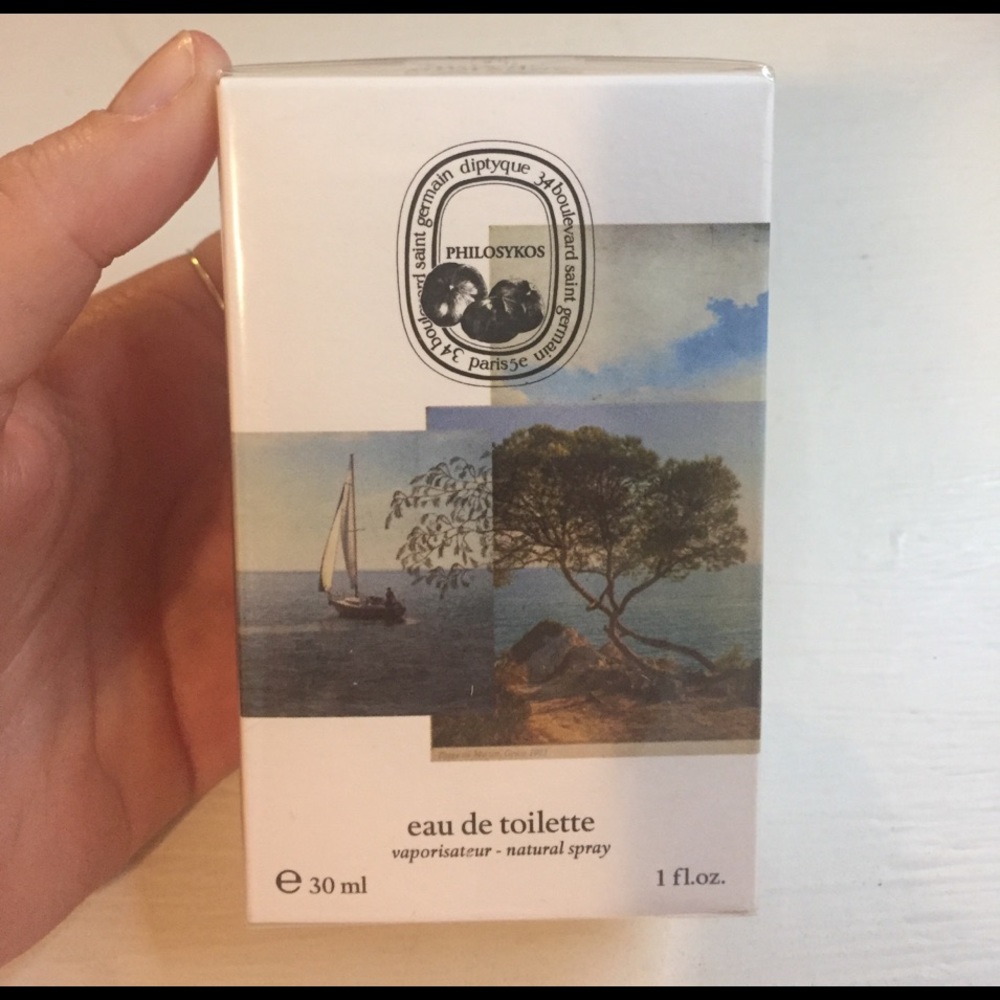 diptyque 34 boulevard saint germain paris5e 34 boulevard saint germain
PHILOSYKOS
eau de toilette
vaporisateur - natural spray
e 30 ml
1 fl.oz.